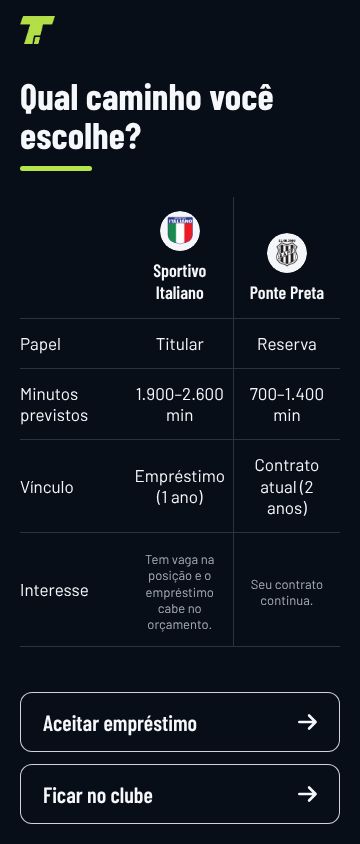 Qual caminho você
escolhe?
ITALIANO
Sportivo
Italiano
Ponte Preta
Papel
Titular
Reserva
Minutos
previstos
1.900–2.600
min
700–1.400
min
Vínculo
Empréstimo
(1 ano)
Contrato
atual (2
anos)
Interesse
Tem vaga na
posição e o
empréstimo
cabe no
orçamento.
Seu contrato
continua.
Aceitar empréstimo
Ficar no clube